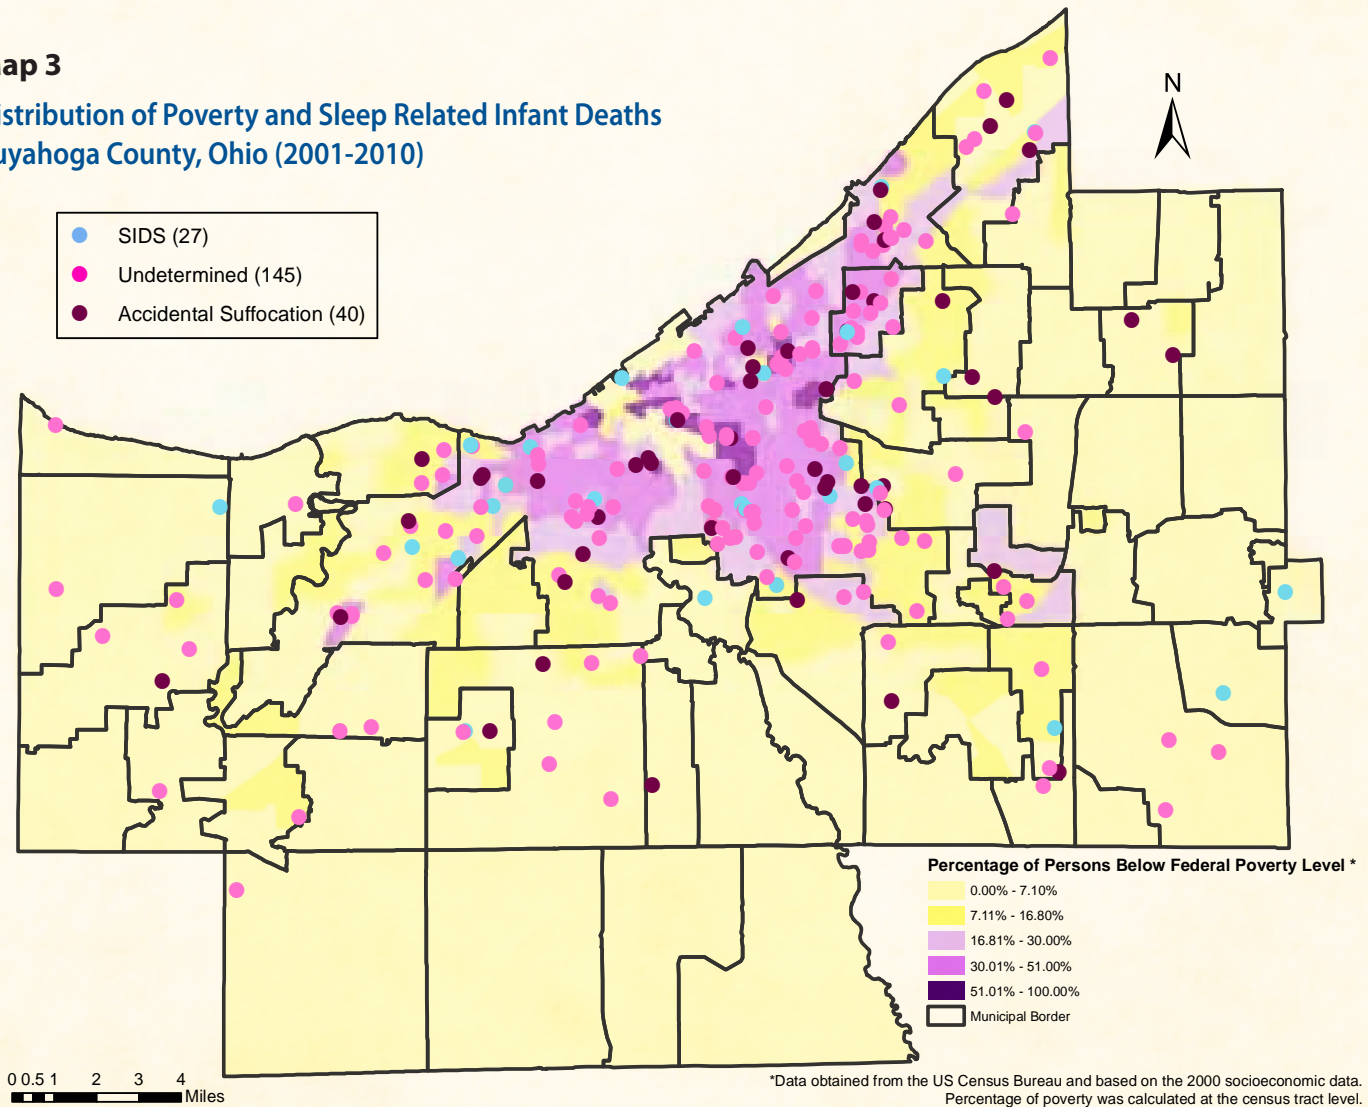 ap 3
istribution of Poverty and Sleep Related Infant Deaths
uyahoga County, Ohio (2001-2010)
N
SIDS (27)
Undetermined (145)
Accidental Suffocation (40)
Percentage of Persons Below Federal Poverty Level *
0.00% - 7.10%
7.11% - 16.80%
16.81% - 30.00%
30.01% - 51.00%
51.01% - 100.00%
Municipal Border
0 0.5 1 2 3 4
Miles
*Data obtained from the US Census Bureau and based on the 2000 socioeconomic data.
Percentage of poverty was calculated at the census tract level.